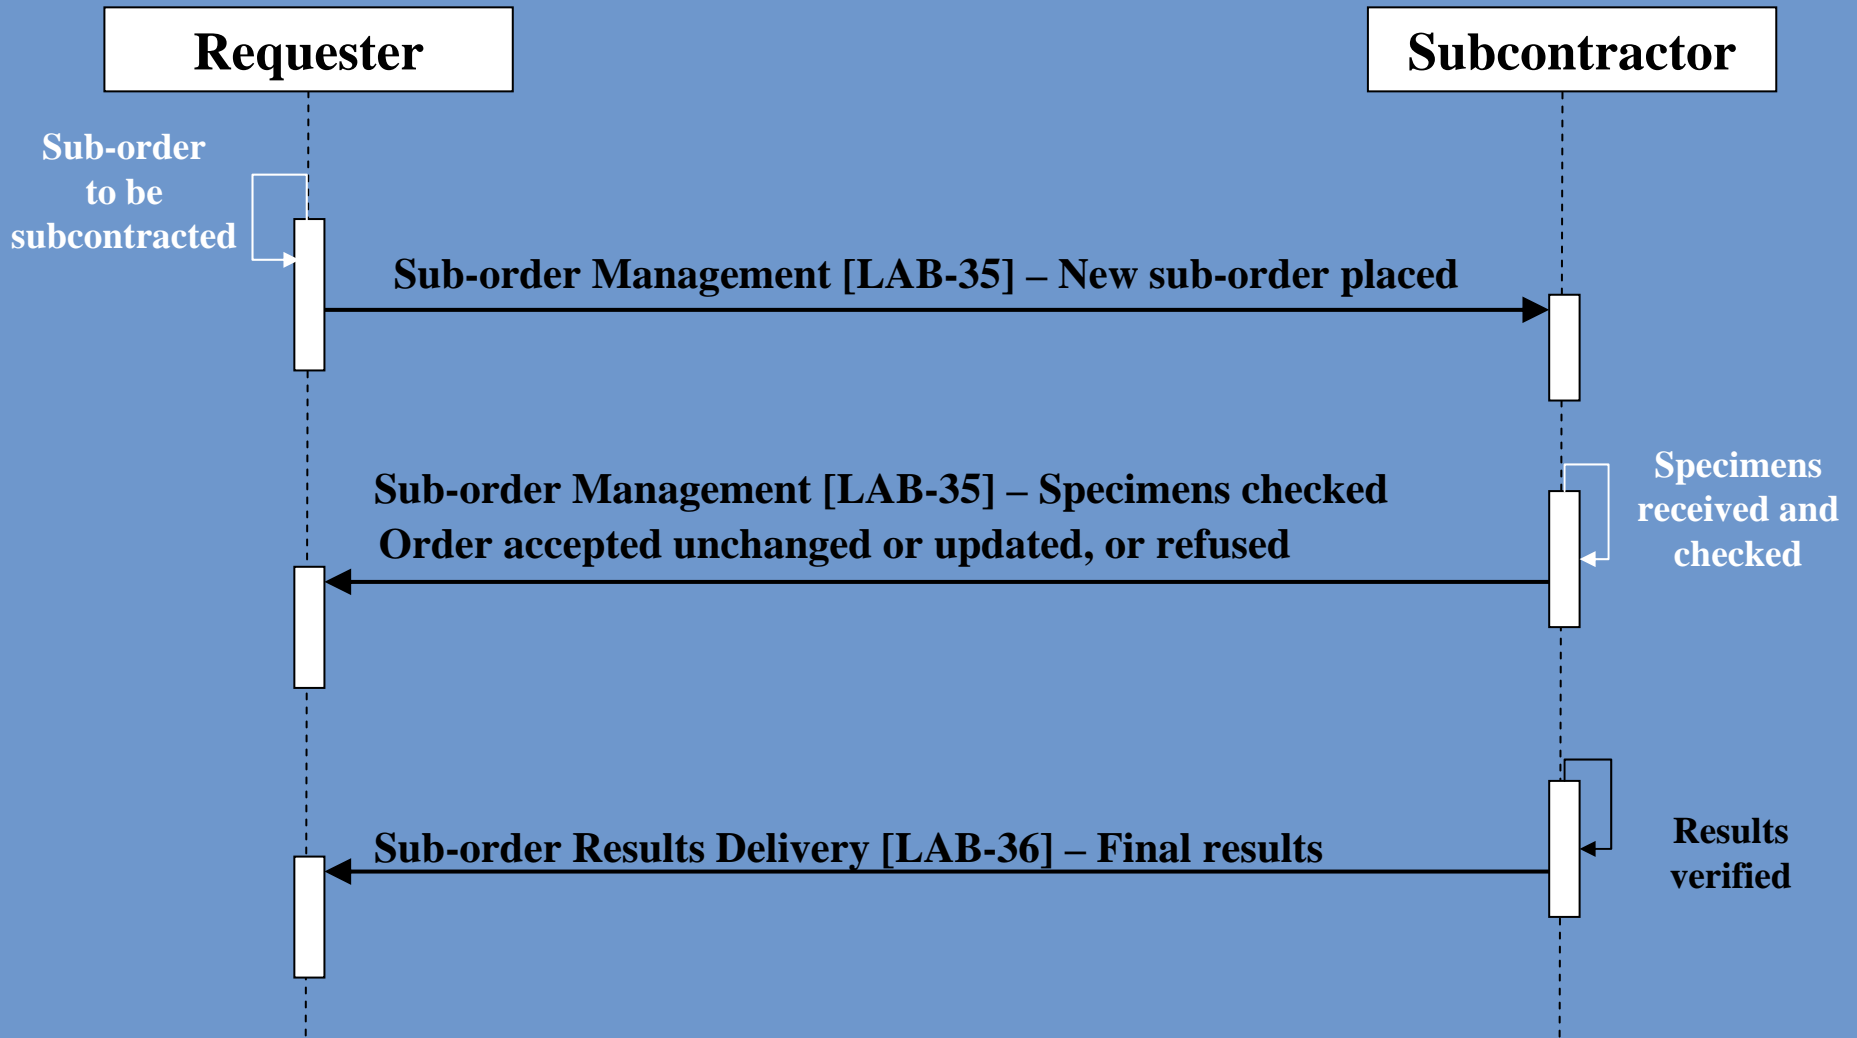 Requester
Subcontractor
Sub-order
to be
subcontracted
Sub-order Management [LAB-35] – New sub-order placed
Sub-order Management [LAB-35] – Specimens checked
Order accepted unchanged or updated, or refused
Specimens
received and
checked
Sub-order Results Delivery [LAB-36] – Final results
Results
verified